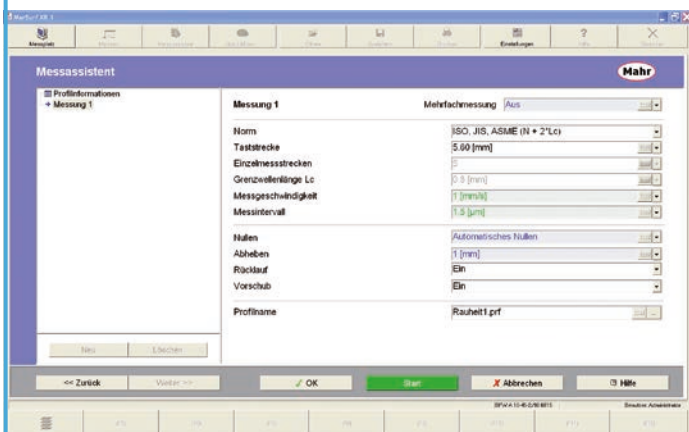 MarSurf XR 1
Messplatz Einstellungen ?
Messassistent Mahr
Profilinformationen
Messung 1
Messung 1 Mehrfachmessung Aus
Norm ISO, JIS, ASME (N + 2*Lc)
Taststrecke 5.60 [mm]
Einzelmessstrecken 5
Grenzwellenlänge Lc 0.8 [mm]
Messgeschwindigkeit 1 [mm/s]
Messintervall 1.5 [µm]
Nullen Automatisches Nullen
Abheben 1 [mm]
Rücklauf Ein
Vorschub Ein
Profilname Rauheit1.prf
Neu Löschen
<< Zurück Weiter >> OK Start Abbrechen Hilfe